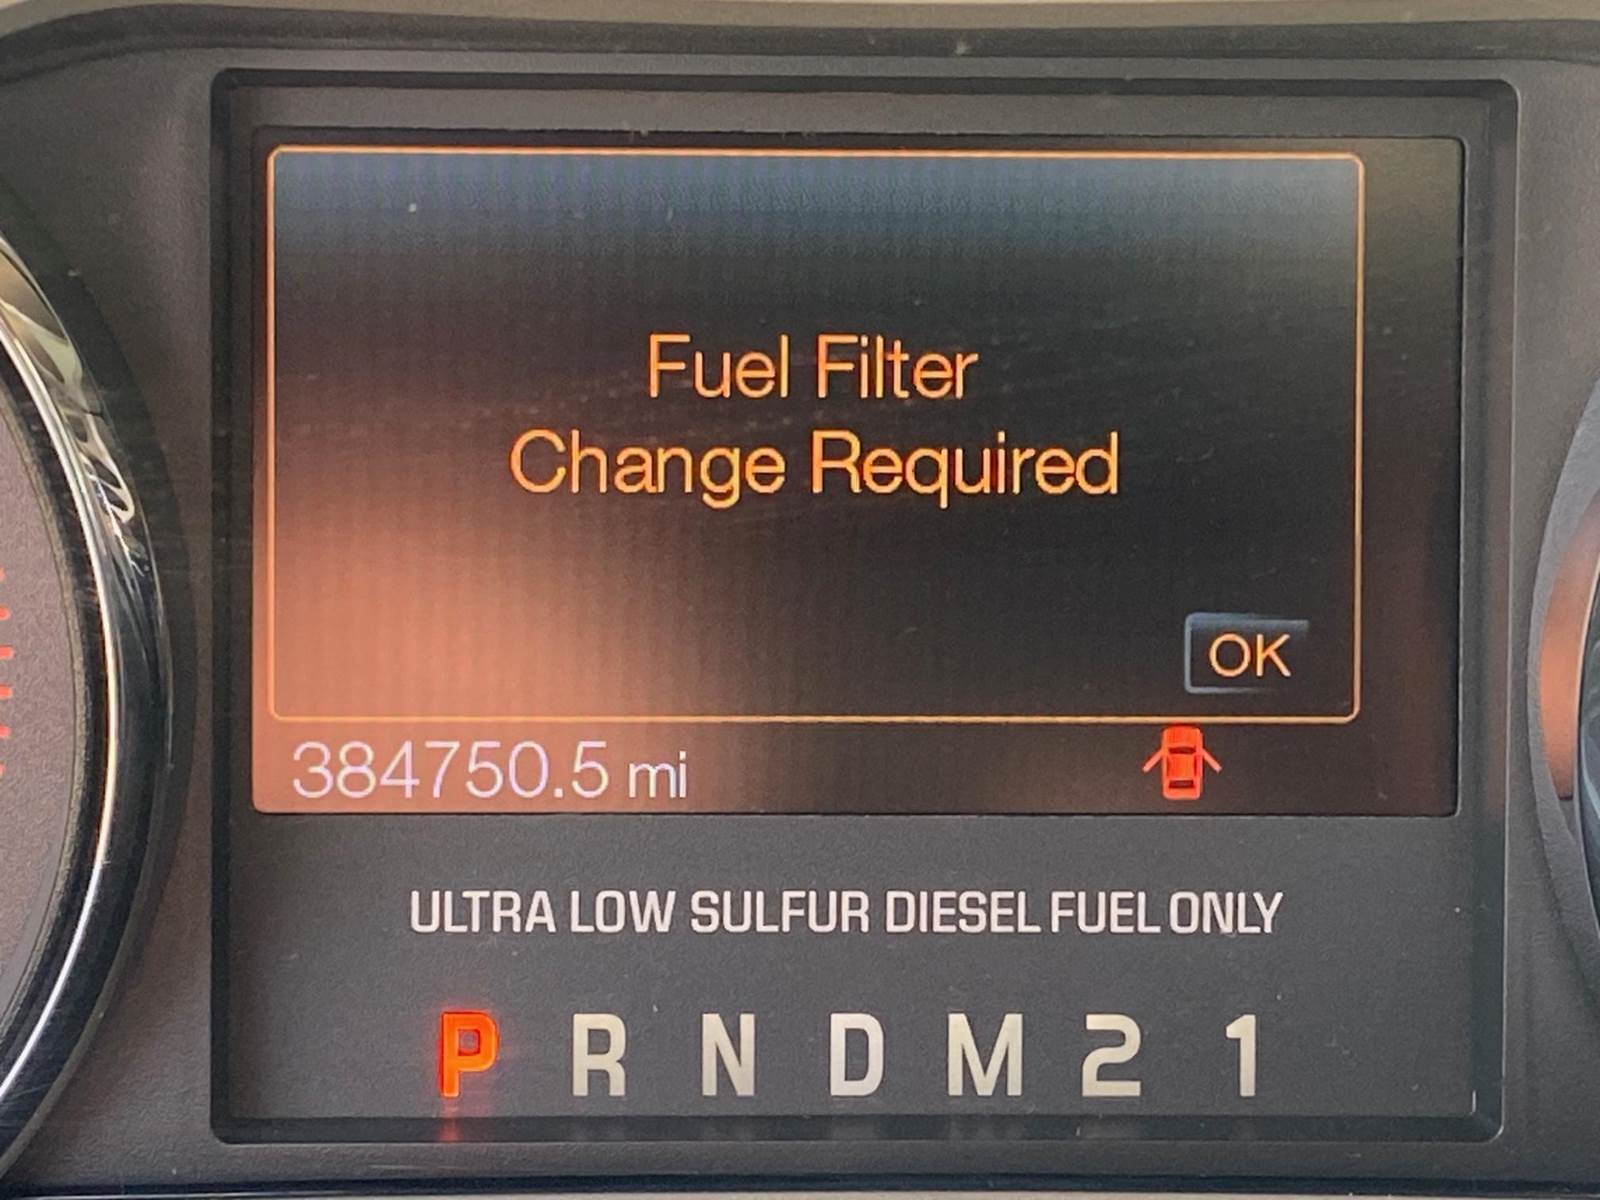 Fuel Filter
Change Required
OK
384750.5 mi
ULTRA LOW SULFUR DIESEL FUEL ONLY
P R N D M 2 1